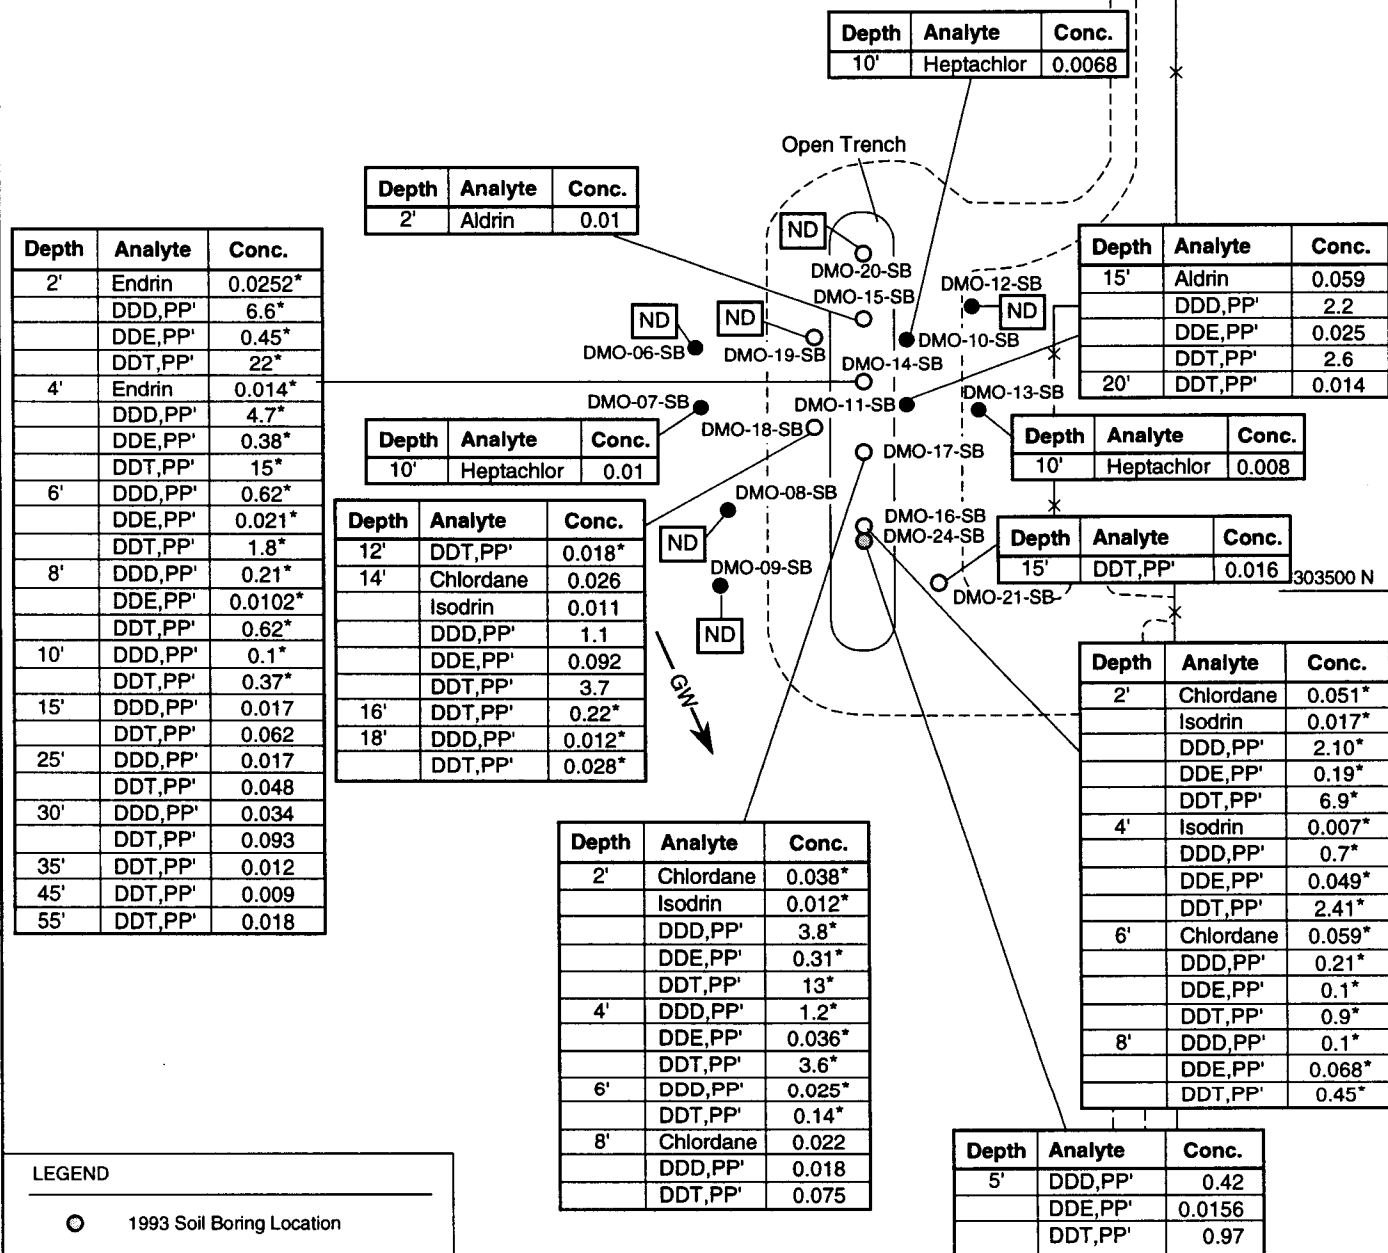 Depth Analyte Conc.
10' Heptachlor 0.0068
Open Trench
Depth Analyte Conc.
2' Aldrin 0.01
ND
DMO-20-SB
DMO-15-SB
DMO-12-SB
ND
ND
ND
DMO-06-SB
DMO-19-SB
DMO-10-SB
DMO-14-SB
DMO-07-SB
DMO-11-SB
DMO-13-SB
DMO-18-SB
DMO-17-SB
DMO-08-SB
ND
DMO-16-SB
DMO-24-SB
DMO-09-SB
DMO-21-SB
ND
GW
303500 N
Depth Analyte Conc.
2' Endrin 0.0252*
DDD,PP' 6.6*
DDE,PP' 0.45*
DDT,PP' 22*
4' Endrin 0.014*
DDD,PP' 4.7*
DDE,PP' 0.38*
DDT,PP' 15*
6' DDD,PP' 0.62*
DDE,PP' 0.021*
DDT,PP' 1.8*
8' DDD,PP' 0.21*
DDE,PP' 0.0102*
DDT,PP' 0.62*
10' DDD,PP' 0.1*
DDT,PP' 0.37*
15' DDD,PP' 0.017
DDT,PP' 0.062
25' DDD,PP' 0.017
DDT,PP' 0.048
30' DDD,PP' 0.034
DDT,PP' 0.093
35' DDT,PP' 0.012
45' DDT,PP' 0.009
55' DDT,PP' 0.018
Depth Analyte Conc.
15' Aldrin 0.059
DDD,PP' 2.2
DDE,PP' 0.025
DDT,PP' 2.6
20' DDT,PP' 0.014
Depth Analyte Conc.
10' Heptachlor 0.01
Depth Analyte Conc.
10' Heptachlor 0.008
Depth Analyte Conc.
12' DDT,PP' 0.018*
14' Chlordane 0.026
Isodrin 0.011
DDD,PP' 1.1
DDE,PP' 0.092
DDT,PP' 3.7
16' DDT,PP' 0.22*
18' DDD,PP' 0.012*
DDT,PP' 0.028*
Depth Analyte Conc.
15' DDT,PP' 0.016
Depth Analyte Conc.
2' Chlordane 0.051*
Isodrin 0.017*
DDD,PP' 2.10*
DDE,PP' 0.19*
DDT,PP' 6.9*
4' Isodrin 0.007*
DDD,PP' 0.7*
DDE,PP' 0.049*
DDT,PP' 2.41*
6' Chlordane 0.059*
DDD,PP' 0.21*
DDE,PP' 0.1*
DDT,PP' 0.9*
8' DDD,PP' 0.1*
DDE,PP' 0.068*
DDT,PP' 0.45*
Depth Analyte Conc.
2' Chlordane 0.038*
Isodrin 0.012*
DDD,PP' 3.8*
DDE,PP' 0.31*
DDT,PP' 13*
4' DDD,PP' 1.2*
DDE,PP' 0.036*
DDT,PP' 3.6*
6' DDD,PP' 0.025*
DDT,PP' 0.14*
8' Chlordane 0.022
DDD,PP' 0.018
DDT,PP' 0.075
Depth Analyte Conc.
5' DDD,PP' 0.42
DDE,PP' 0.0156
DDT,PP' 0.97
LEGEND
1993 Soil Boring Location